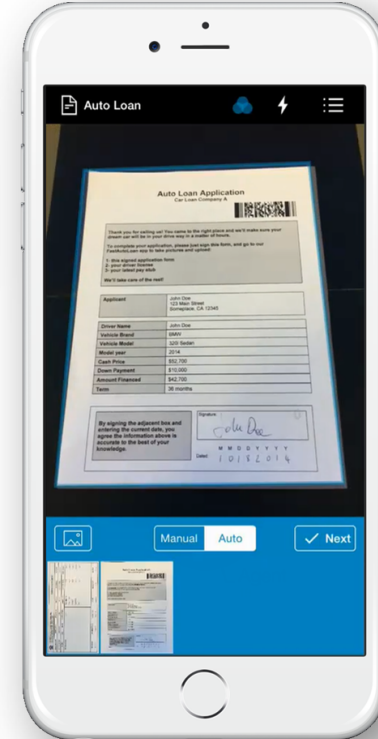 Auto Loan
Auto Loan Application
Car Loan Company A
Thank you for calling us! You came to the right place and we'll make sure your
dream car will be in your drive way in a matter of hours.
To complete your application, please just sign this form, and go to our
FastAutoLoan app to take pictures and upload:
1- this signed application form
2- your driver license
3- your latest pay stub
We'll take care of the rest!
Applicant
John Doe
123 Main Street
Someplace, CA 12345
Driver Name John Doe
Vehicle Brand BMW
Vehicle Model Sedan
Model year 2014
Cash Price $52,700
Down Payment $10,000
Amount Financed $42,700
Term 36 months
By signing the adjacent box and
entering the current date, you
agree the information above is
accurate to the best of your
knowledge.
Signature
John Doe
M M D D Y Y Y Y
Dated 1 0 1 8 2 0 1 4
Manual Auto Next